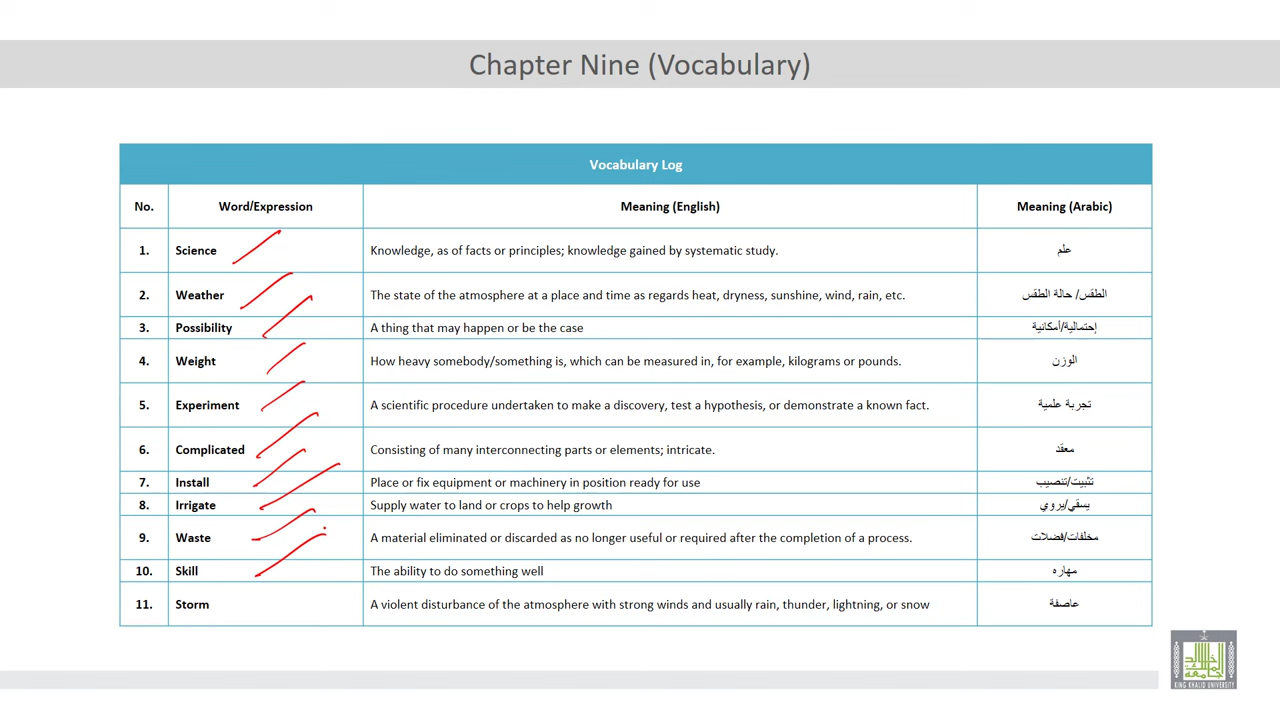 Chapter Nine (Vocabulary)
Vocabulary Log
No. Word/Expression Meaning (English) Meaning (Arabic)
1. Science Knowledge, as of facts or principles; knowledge gained by systematic study. علم
2. Weather The state of the atmosphere at a place and time as regards heat, dryness, sunshine, wind, rain, etc. الطقس/ حالة الطقس
3. Possibility A thing that may happen or be the case إحتمالية/أمكانية
4. Weight How heavy somebody/something is, which can be measured in, for example, kilograms or pounds. الوزن
5. Experiment A scientific procedure undertaken to make a discovery, test a hypothesis, or demonstrate a known fact. تجربة علمية
6. Complicated Consisting of many interconnecting parts or elements; intricate. معقد
7. Install Place or fix equipment or machinery in position ready for use تثبيت/تنصيب
8. Irrigate Supply water to land or crops to help growth يسقي/يروي
9. Waste A material eliminated or discarded as no longer useful or required after the completion of a process. مخلفات/فضلات
10. Skill The ability to do something well مهاره
11. Storm A violent disturbance of the atmosphere with strong winds and usually rain, thunder, lightning, or snow عاصفة
KING KHALID UNIVERSITY